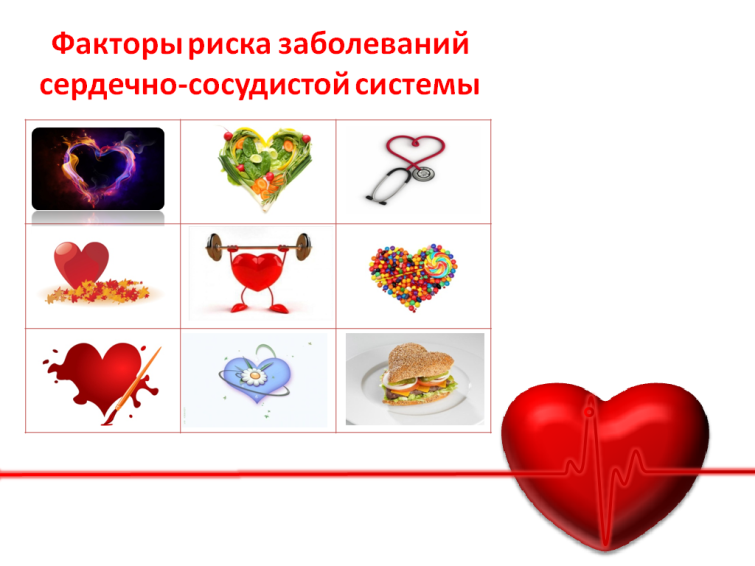 Факторы риска заболеваний
сердечно-сосудистой системы